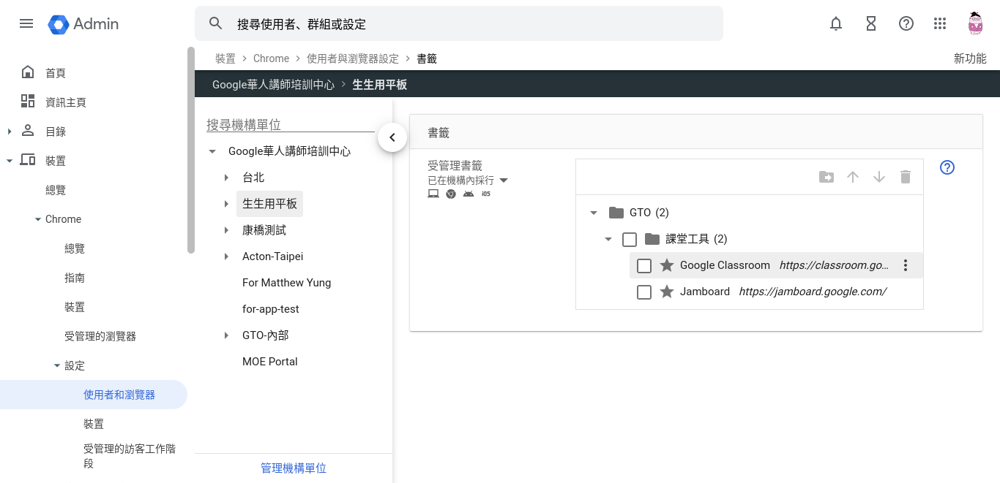 Admin
搜尋使用者、群組或設定
裝置 > Chrome > 使用者與瀏覽器設定 > 書籤
新功能
Google華人講師培訓中心 > 生生用平板
首頁
資訊主頁
目錄
裝置
總覽
Chrome
總覽
指南
裝置
受管理的瀏覽器
設定
使用者和瀏覽器
裝置
受管理的訪客工作階
段
搜尋機構單位
Google華人講師培訓中心
台北
生生用平板
康橋測試
Acton-Taipei
For Matthew Yung
for-app-test
GTO-內部
MOE Portal
管理機構單位
書籤
受管理書籤
已在機構內採行
iOS
GTO (2)
課堂工具 (2)
Google Classroom https://classroom.go...
Jamboard https://jamboard.google.com/